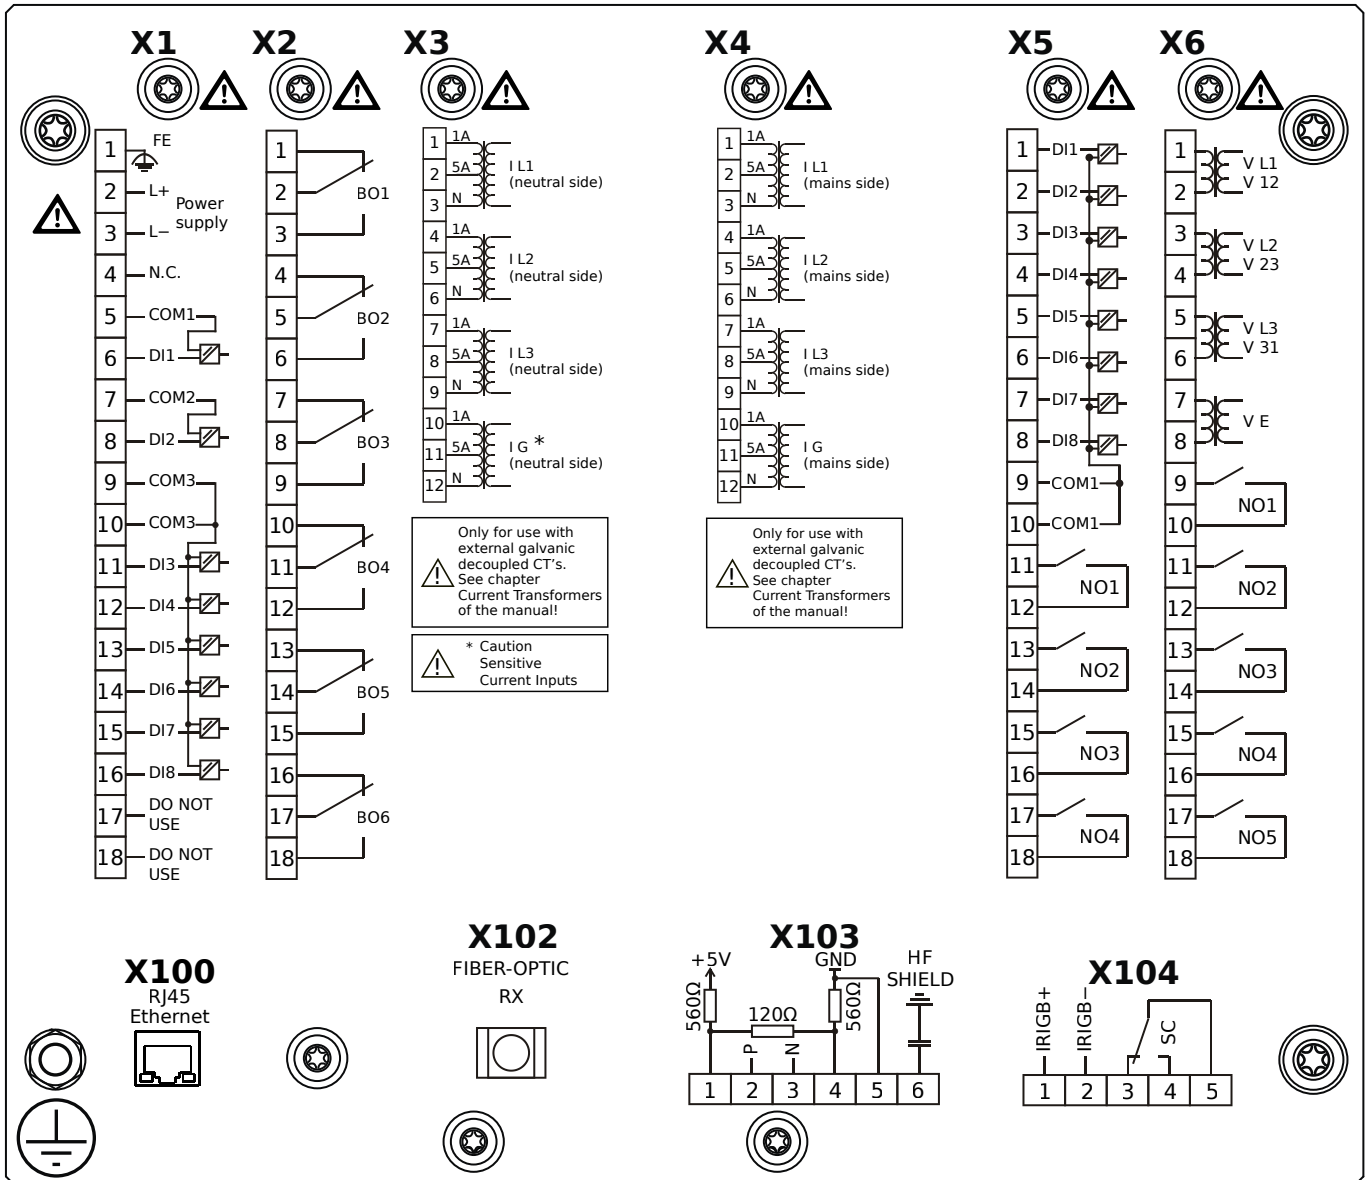 X1
X2
X3
X4
X5
X6
1 FE
2 L+
Power
supply
3 L−
4 N.C.
5 COM1
6 DI1
7 COM2
8 DI2
9 COM3
10 COM3
11 DI3
12 DI4
13 DI5
14 DI6
15 DI7
16 DI8
17 DO NOT
USE
18 DO NOT
USE
1
2 BO1
3
4
5 BO2
6
7
8 BO3
9
10
11 BO4
12
13
14 BO5
15
16
17 BO6
18
1 1A
2 5A I L1
(neutral side)
3 N
4 1A
5 5A I L2
(neutral side)
6 N
7 1A
8 5A I L3
(neutral side)
9 N
10 1A
11 5A I G *
(neutral side)
12 N
Only for use with
external galvanic
decoupled CT’s.
See chapter
Current Transformers
of the manual!
* Caution
Sensitive
Current Inputs
1 1A
2 5A I L1
(mains side)
3 N
4 1A
5 5A I L2
(mains side)
6 N
7 1A
8 5A I L3
(mains side)
9 N
10 1A
11 5A I G
(mains side)
12 N
Only for use with
external galvanic
decoupled CT’s.
See chapter
Current Transformers
of the manual!
1 DI1
2 DI2
3 DI3
4 DI4
5 DI5
6 DI6
7 DI7
8 DI8
9 COM1
10 COM1
11
NO1
12
13
NO2
14
15
NO3
16
17
NO4
18
1
V L1
2 V 12
3
V L2
4 V 23
5
V L3
6 V 31
7
V E
8
9
NO1
10
11
NO2
12
13
NO3
14
15
NO4
16
17
NO5
18
X100
RJ45
Ethernet
X102
FIBER-OPTIC
RX
X103
+5V
GND
HF
SHIELD
560Ω
120Ω
560Ω
P
N
1 2 3 4 5 6
X104
IRIGB+
IRIGB−
SC
1 2 3 4 5